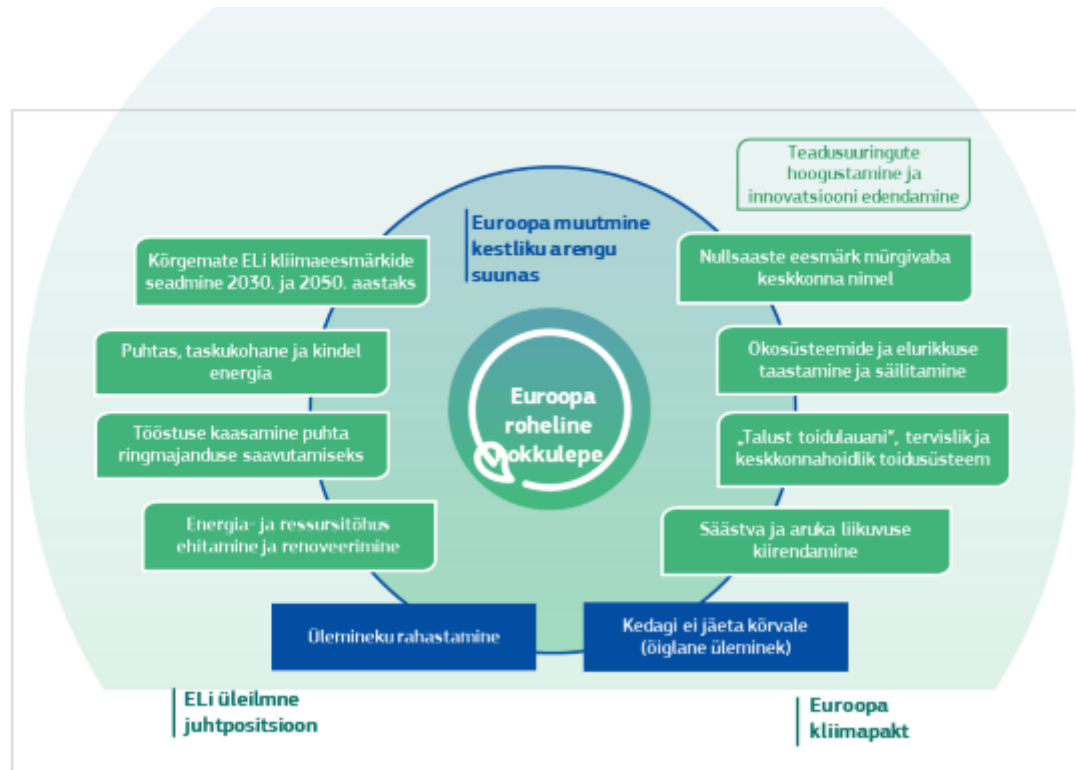 Teadusuuringute
hoogustamine ja
innovatsiooni edendamine
Euroopa muutmine
kestliku arengu
suunas
Kõrgemate ELi kliimaeesmärkide
seadmine 2030. ja 2050. aastaks
Nullsaaste eesmärk mürgivaba
keskkonna nimel
Puhtas, taskukohane ja kindel
energia
Ökosüsteemide ja elurikkuse
taastamine ja säilitamine
Euroopa
roheline
kokkulepe
Tööstuse kaasamine puhta
ringmajanduse saavutamiseks
„Talust toidulauani“, tervislik ja
keskkonnahoidlik toidusüsteem
Energia- ja ressursitõhus
ehitamine ja renoveerimine
Säästva ja aruka liikuvuse
kiirendamine
Ülemineku rahastamine
Kedagi ei jäeta kõrvale
(õiglane üleminek)
ELi üleilmne
juhtpositsioon
Euroopa
kliimapakt